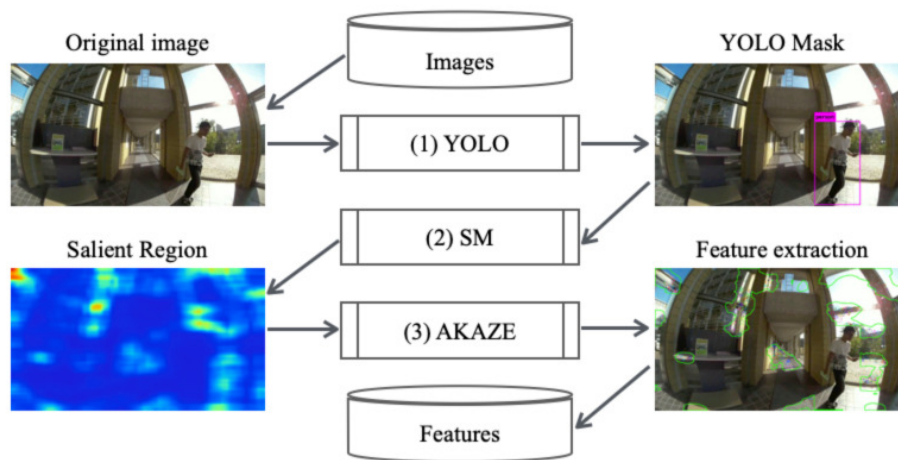 Original image
Images
YOLO Mask
(1) YOLO
(2) SM
Salient Region
Feature extraction
(3) AKAZE
Features